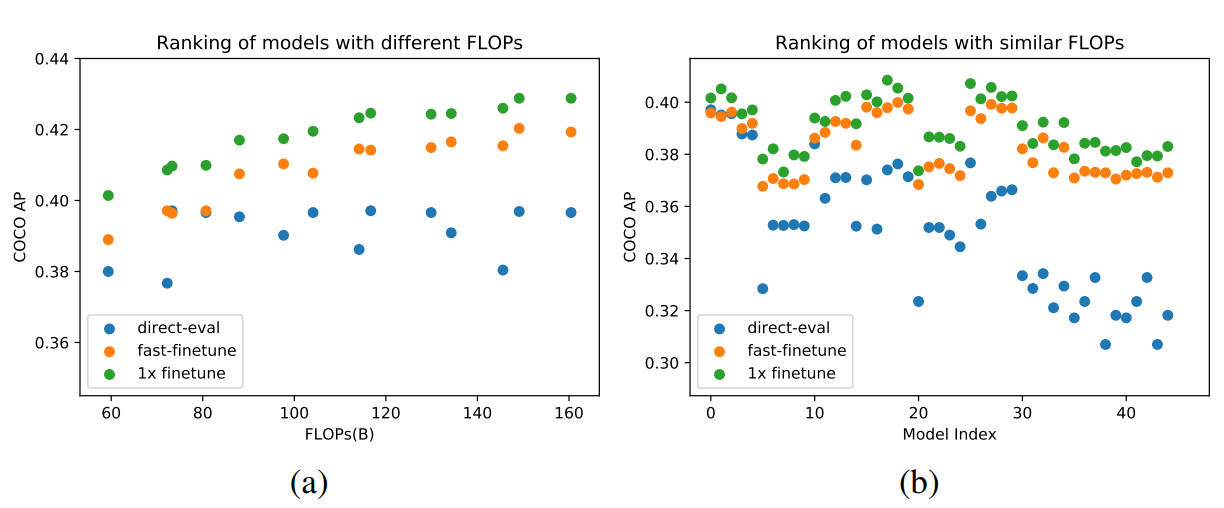 Ranking of models with different FLOPs
COCO AP
0.44
0.42
0.40
0.38
0.36
direct-eval
fast-finetune
1x finetune
60
80
100
120
140
160
FLOPs(B)
(a)
Ranking of models with similar FLOPs
COCO AP
0.40
0.38
0.36
0.34
0.32
0.30
direct-eval
fast-finetune
1x finetune
0
10
20
30
40
Model Index
(b)